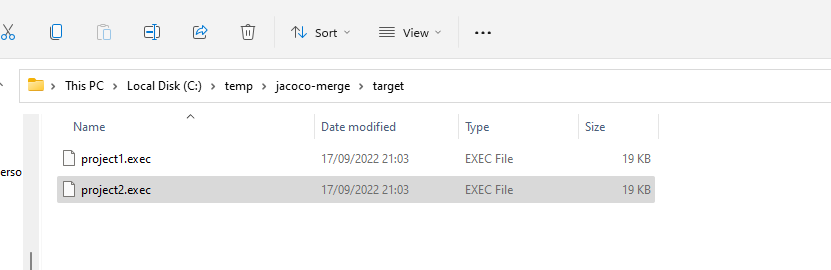 Sort View ...
This PC > Local Disk (C:) > temp > jacoco-merge > target
Name Date modified Type Size
project1.exec 17/09/2022 21:03 EXEC File 19 KB
erso
project2.exec 17/09/2022 21:03 EXEC File 19 KB